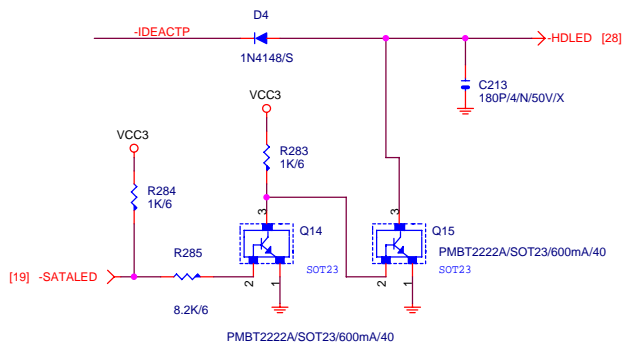 D4
-IDEACTP
-HDLED [28]
1N4148/S
C213
180P/4/N/50V/X
VCC3
VCC3
R283
1K/6
R284
1K/6
3
3
Q14
Q15
R285
PMBT2222A/SOT23/600mA/40
SOT23
SOT23
[19] -SATALED
2
1
2
1
8.2K/6
PMBT2222A/SOT23/600mA/40